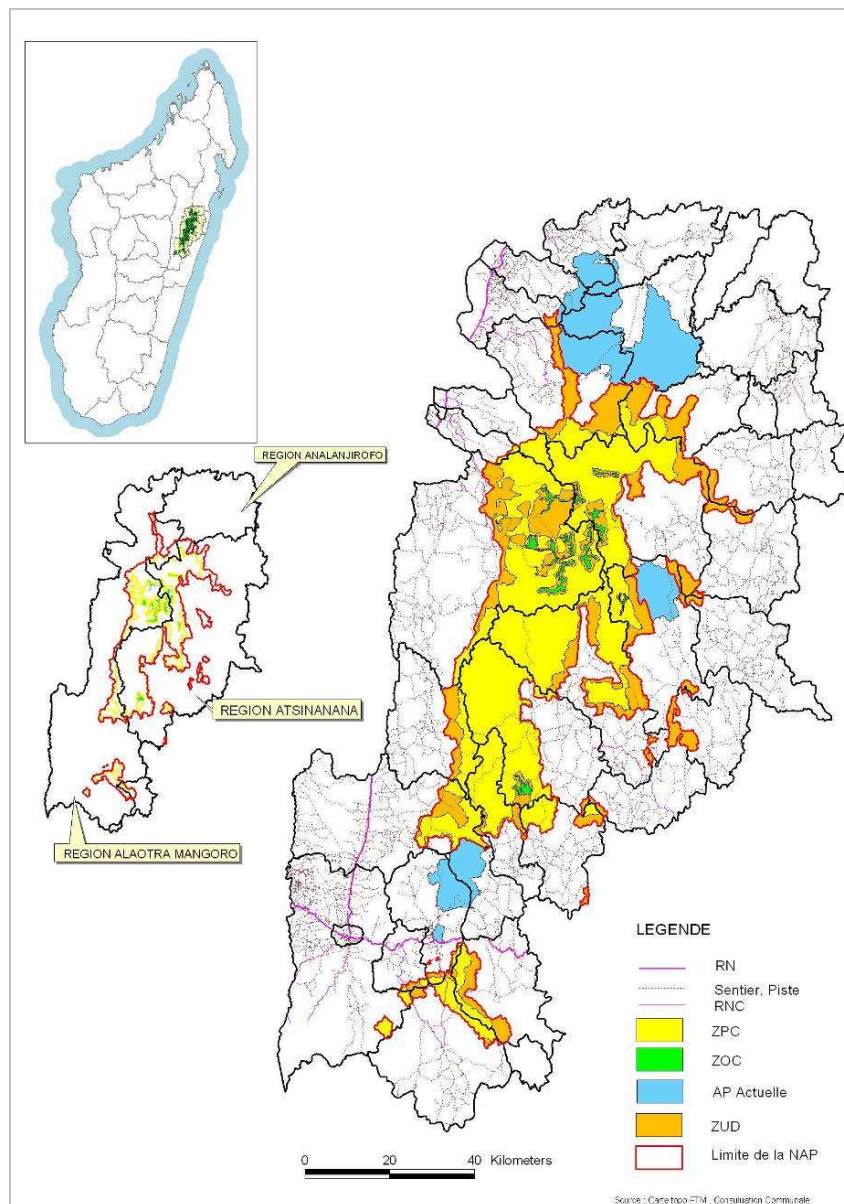 REGION ANALANJIROFO
REGION ATSINANANA
REGION ALAOTRA MANGORO
LEGENDE
RN
Sentier, Piste
RNC
ZPC
ZOC
AP Actuelle
ZUD
Limite de la NAP
0 20 40 Kilometers
Source : Carte topo FTM , Consultation Communale